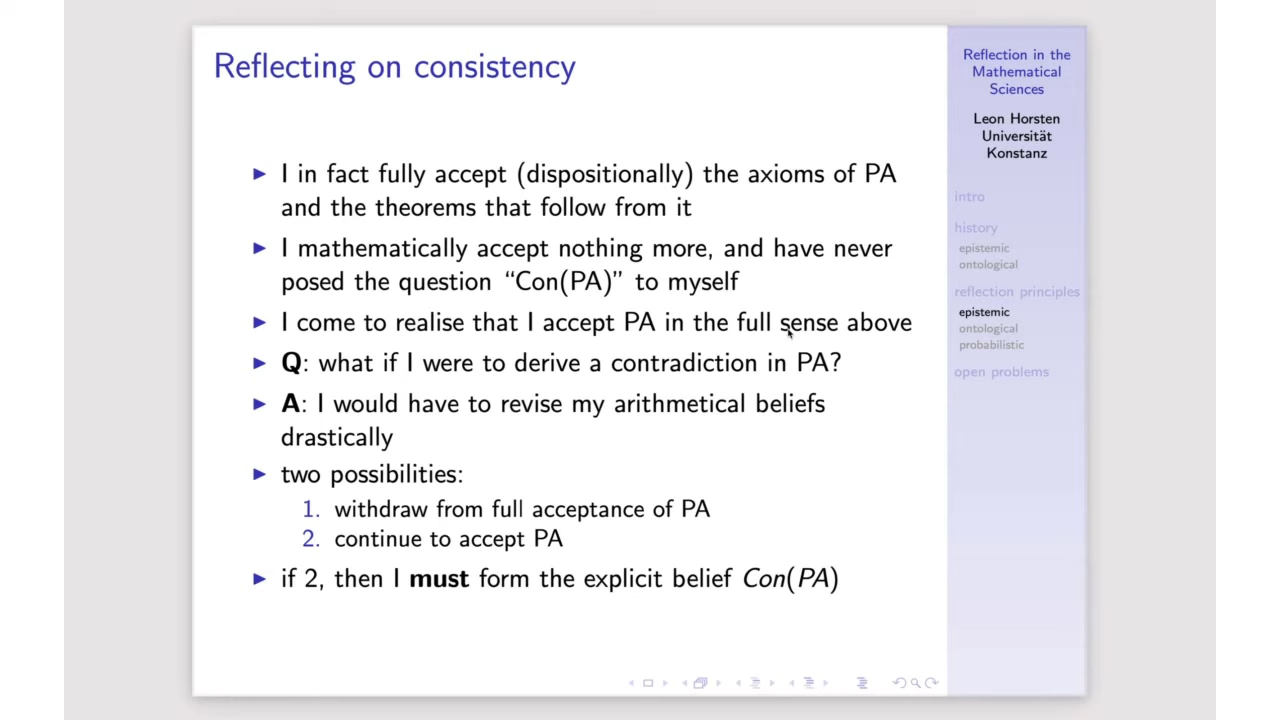 Reflecting on consistency
▶ I in fact fully accept (dispositionally) the axioms of PA
and the theorems that follow from it
▶ I mathematically accept nothing more, and have never
posed the question “Con(PA)” to myself
▶ I come to realise that I accept PA in the full sense above
▶ Q: what if I were to derive a contradiction in PA?
▶ A: I would have to revise my arithmetical beliefs
drastically
▶ two possibilities:
1. withdraw from full acceptance of PA
2. continue to accept PA
▶ if 2, then I must form the explicit belief Con(PA)
Reflection in the
Mathematical
Sciences
Leon Horsten
Universität
Konstanz
intro
history
epistemic
ontological
reflection principles
epistemic
ontological
probabilistic
open problems